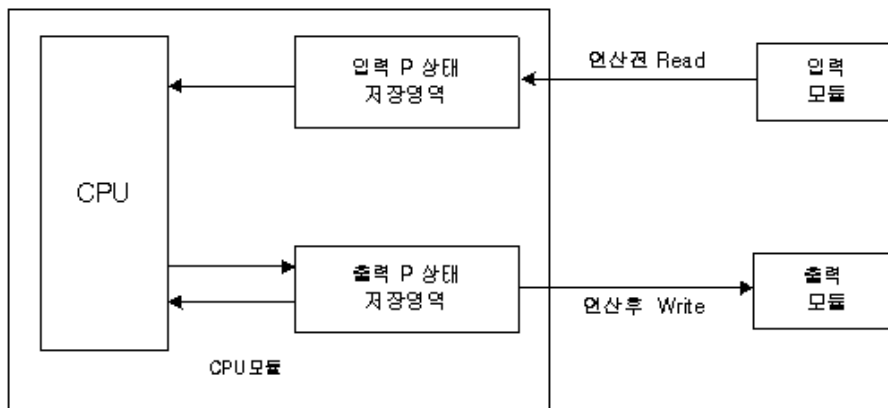 입력 P 상태
저장영역
연산전 Read
입력
모듈
CPU
출력 P 상태
저장영역
연산후 Write
출력
모듈
CPU모듈